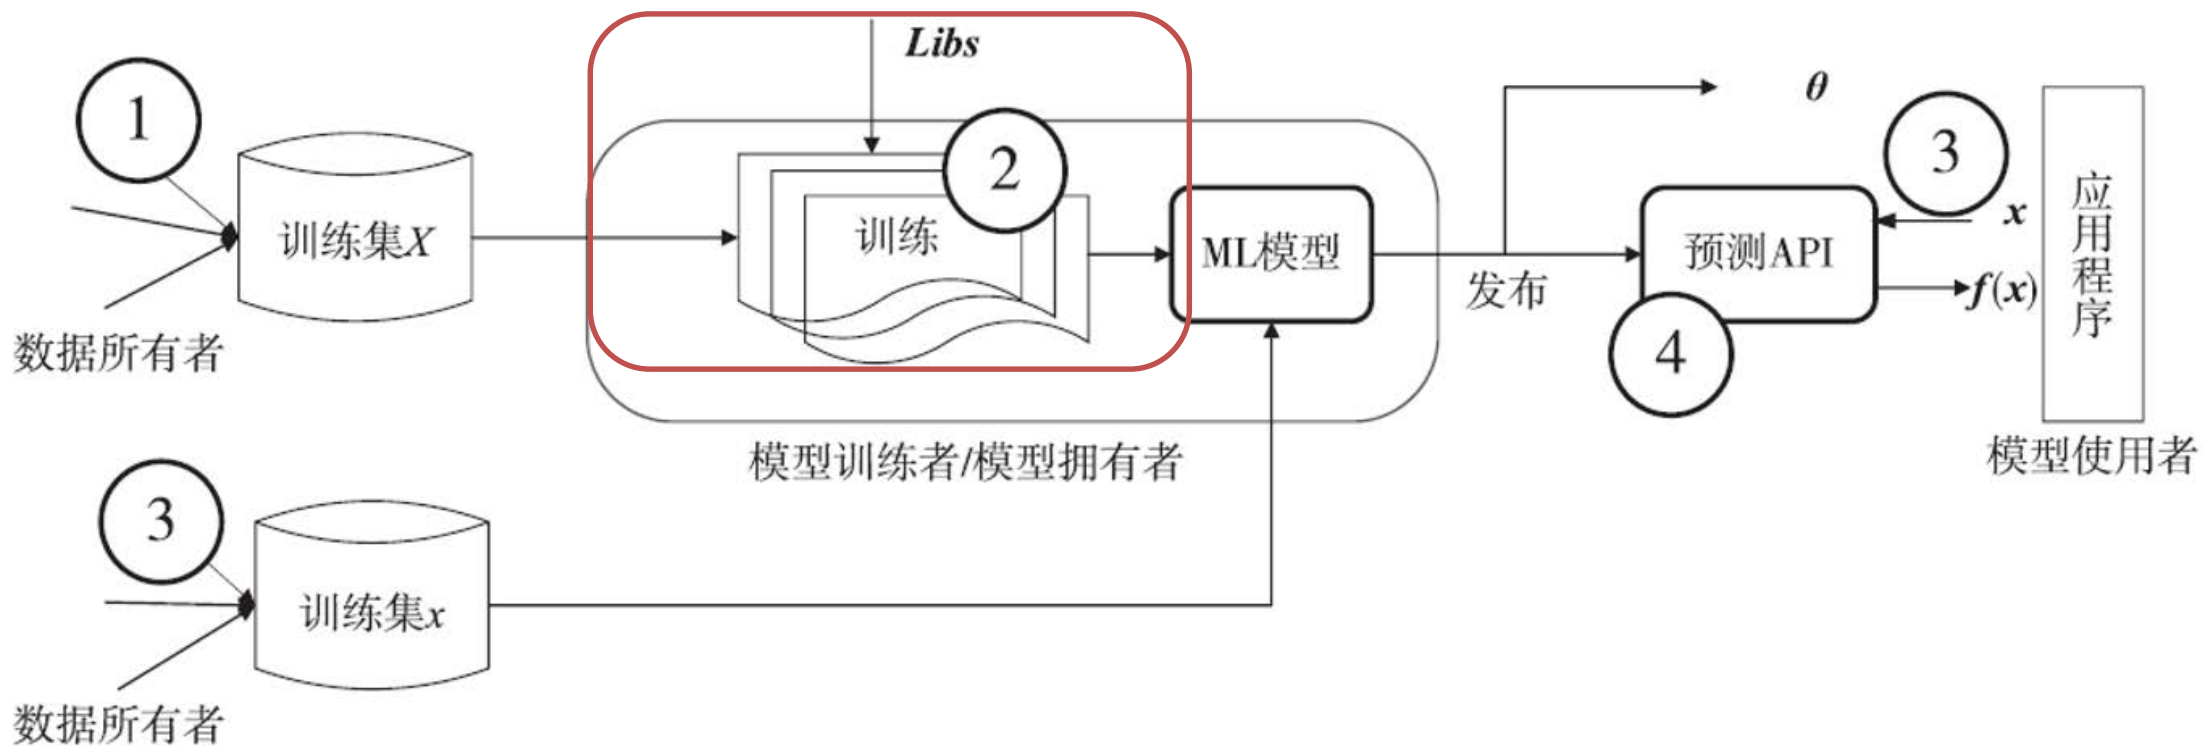 Libs
1
2
θ
3
训练集X
训练
ML模型
发布
预测API
x
f(x)
应用程序
4
数据所有者
模型训练者/模型拥有者
模型使用者
3
训练集x
数据所有者